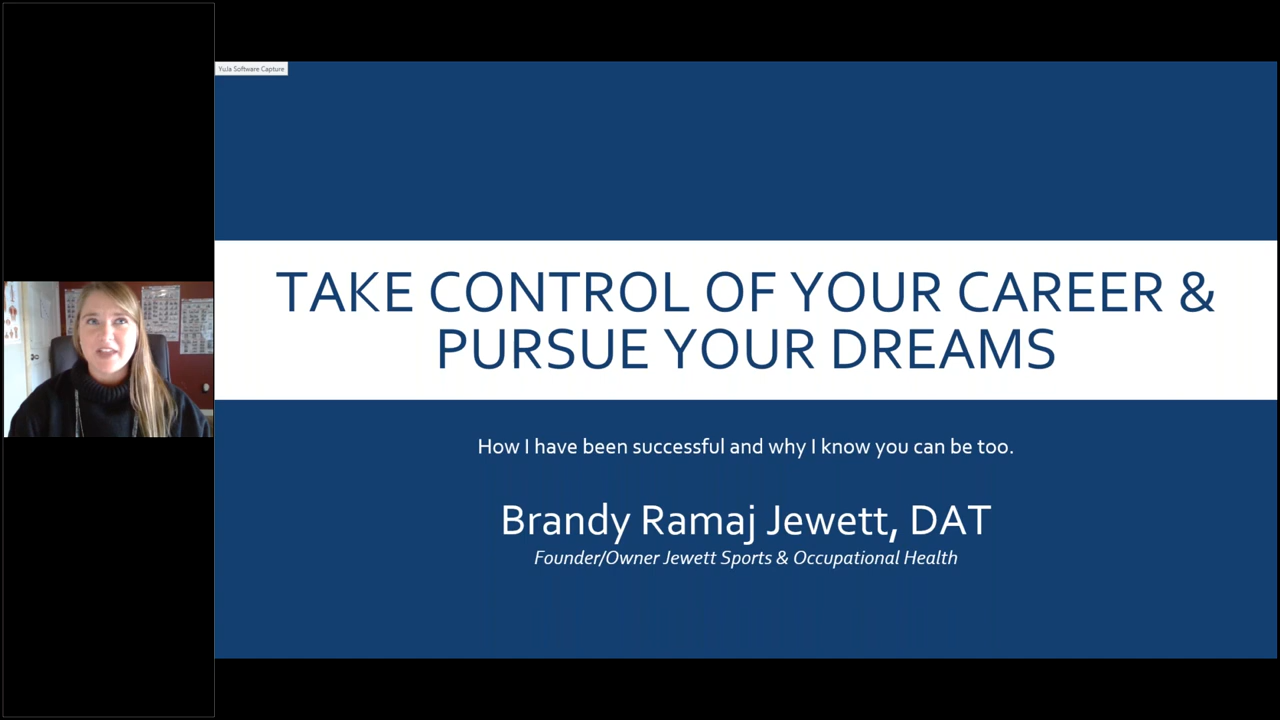 YuJa Software Capture
TAKE CONTROL OF YOUR CAREER &
PURSUE YOUR DREAMS
How I have been successful and why I know you can be too.
Brandy Ramaj Jewett, DAT
Founder/Owner Jewett Sports & Occupational Health